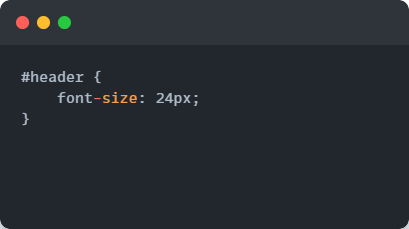 #header {
    font-size: 24px;
}